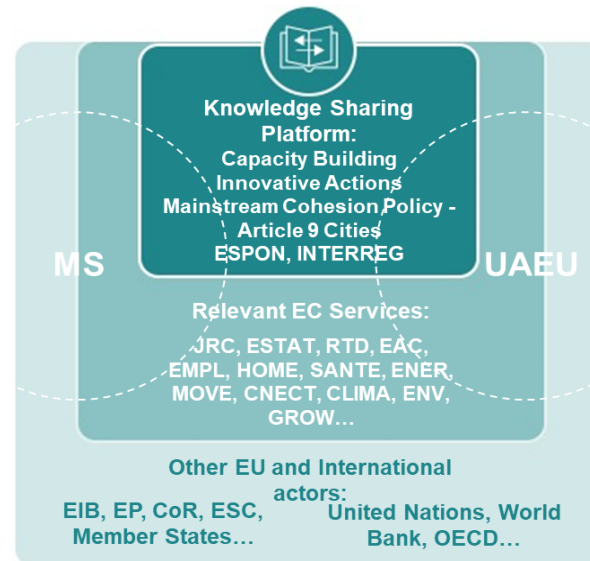 Knowledge Sharing
Platform:
Capacity Building
Innovative Actions
Mainstream Cohesion Policy -
Article 9 Cities
ESPON, INTERREG
MS
UAEU
Relevant EC Services:
JRC, ESTAT, RTD, EAC,
EMPL, HOME, SANTE, ENER,
MOVE, CNECT, CLIMA, ENV,
GROW…
Other EU and International
actors:
EIB, EP, CoR, ESC,
Member States…
United Nations, World
Bank, OECD…